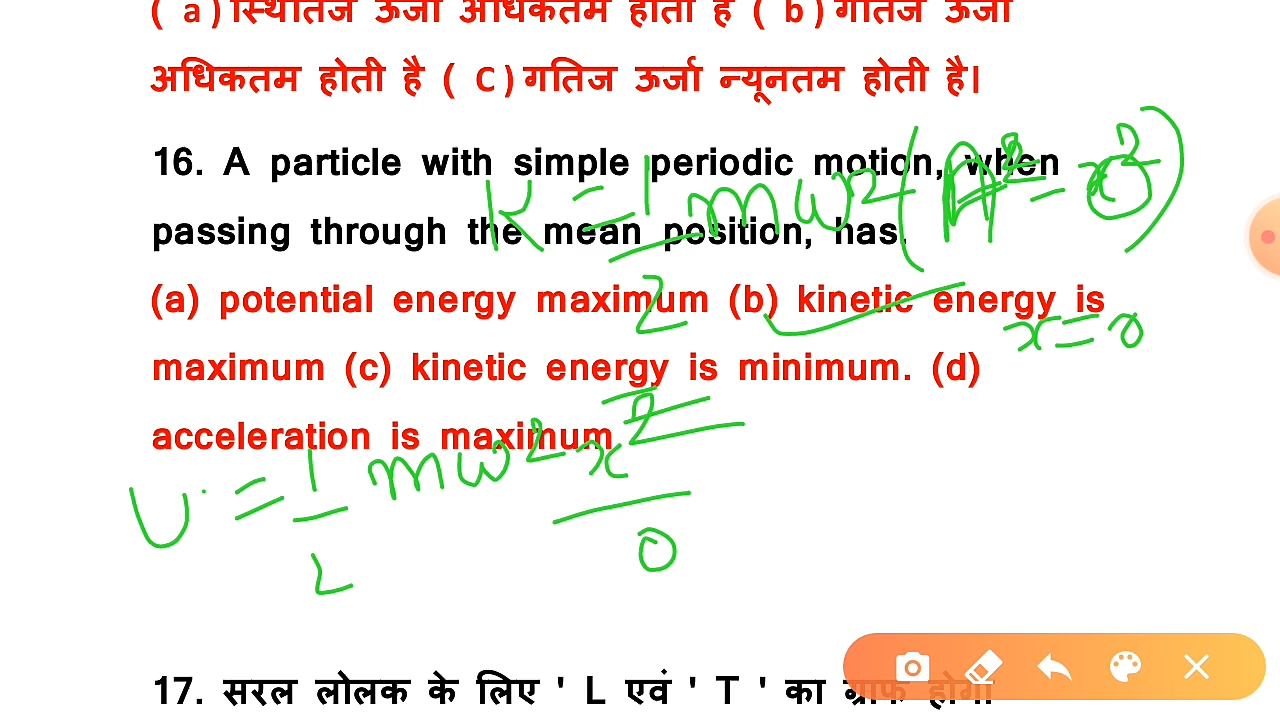 ( a ) स्थितिज ऊर्जा अधिकतम होती है ( b ) गतिज ऊर्जा
अधिकतम होती है ( C ) गतिज ऊर्जा न्यूनतम होती है।
16. A particle with simple periodic motion, when
K = 1/2 mω² (A² - x²)
passing through the mean position, has.
(a) potential energy maximum (b) kinetic energy is
x = 0
maximum (c) kinetic energy is minimum. (d)
acceleration is maximum
U = 1/2 mω²x²
0
17. सरल लोलक के लिए ' L एवं ' T ' का ग्राफ होगा